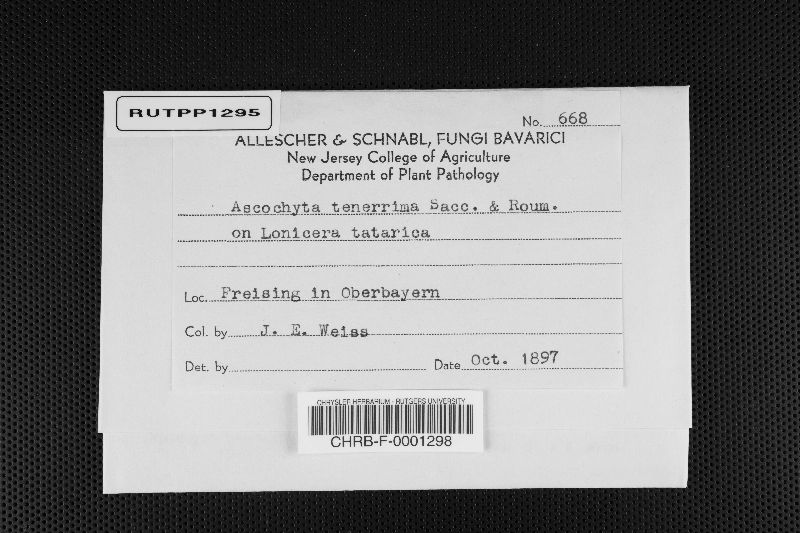 RUTPP1295
No. 668
ALLESCHER & SCHNABL, FUNGI BAVARICI
New Jersey College of Agriculture
Department of Plant Pathology
Ascochyta tenerrima Sacc. & Roum.
on Lonicera tatarica
Loc. Freising in Oberbayern
Col. by J. E. Weiss
Det. by
Date Oct. 1897
CHRYSLER HERBARIUM - RUTGERS UNIVERSITY
CHRB-F-0001298